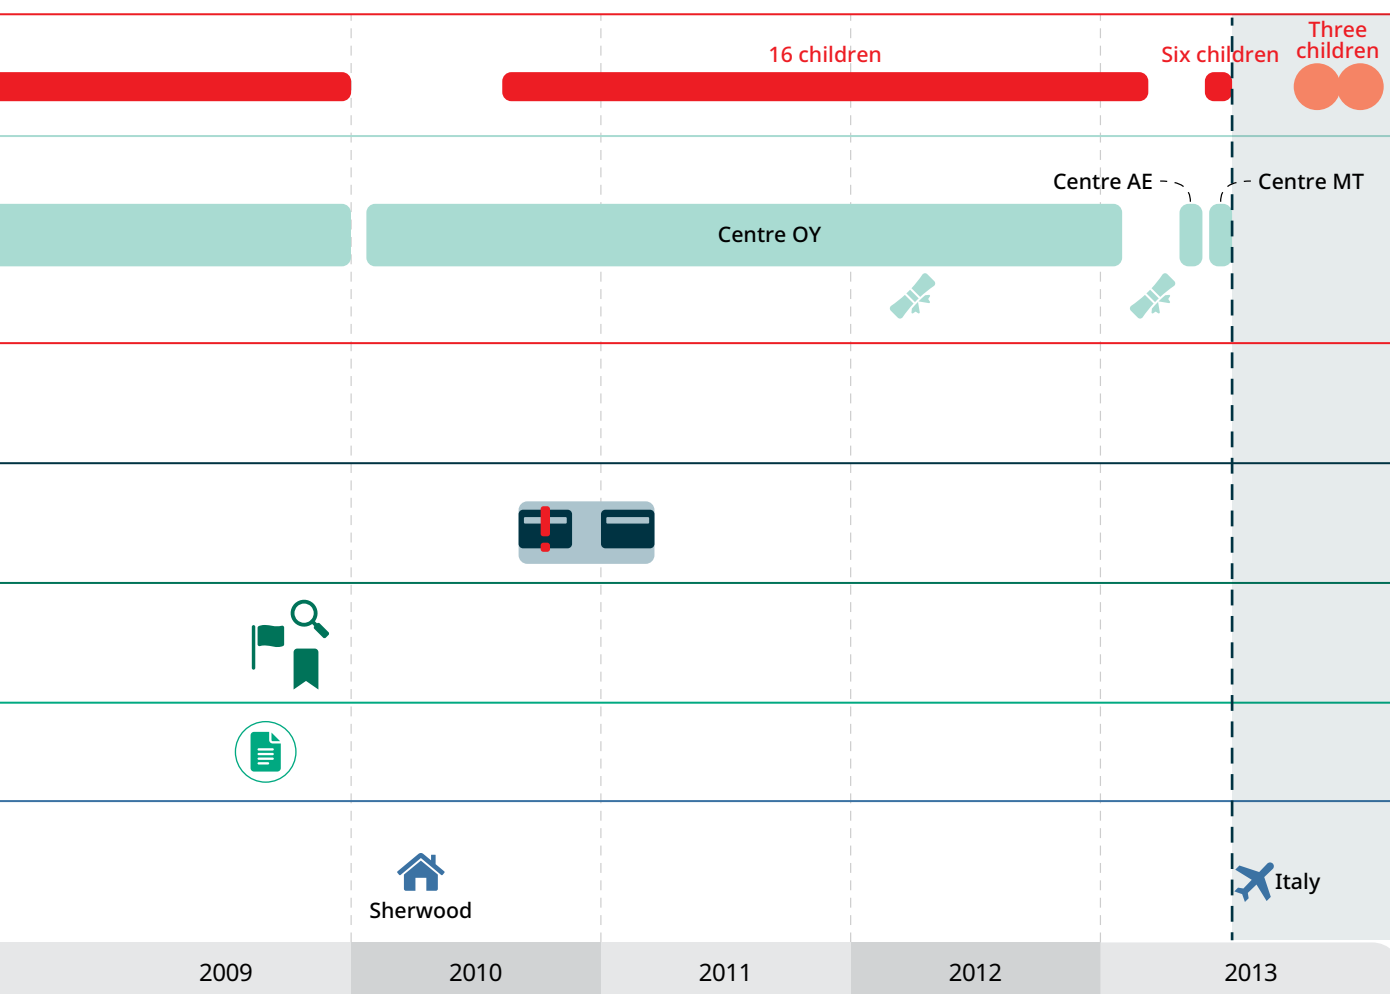 Three
children
16 children
Six children
Centre AE
Centre MT
Centre OY
Sherwood
Italy
2009
2010
2011
2012
2013